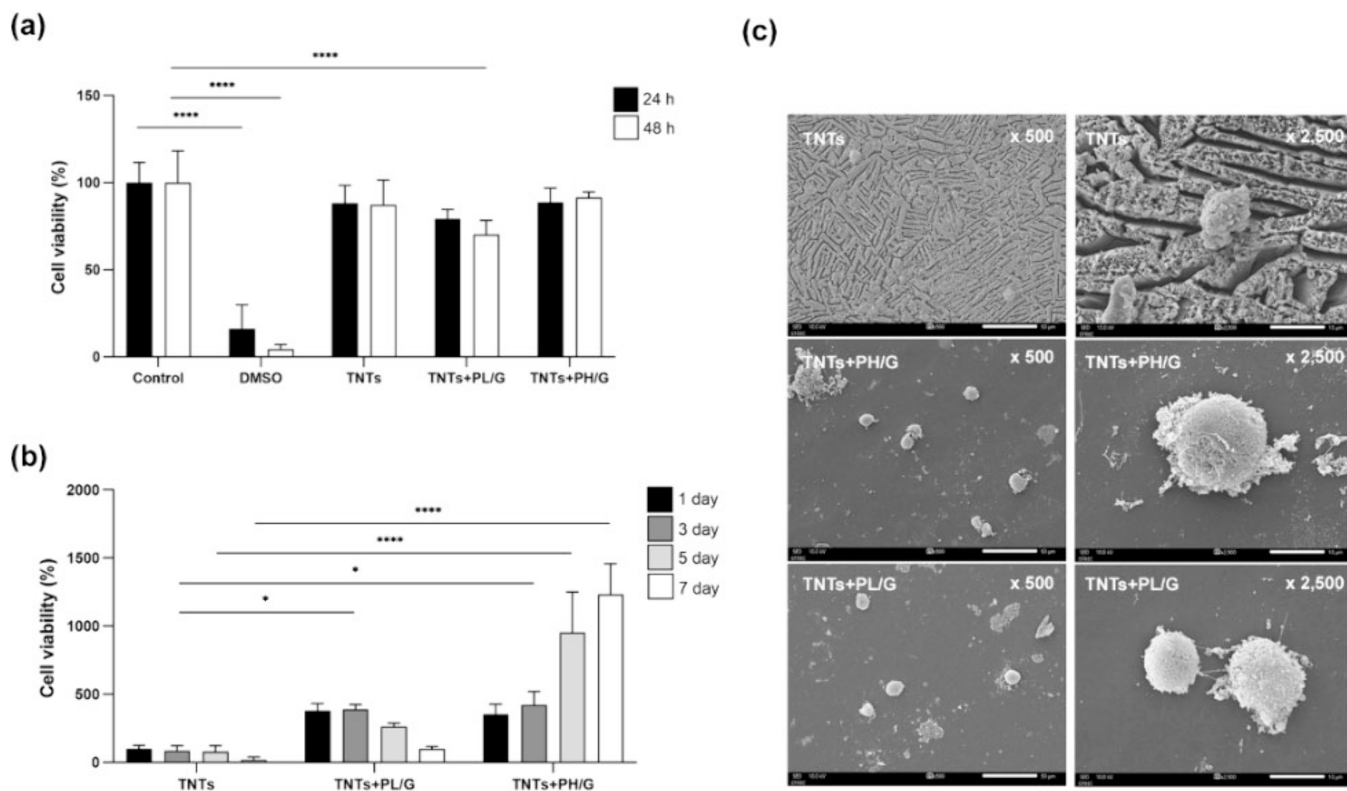 (a)
****
****
****
150
100
50
0
Cell viability (%)
24 h
48 h
Control
DMSO
TNTs
TNTs+PL/G
TNTs+PH/G
(b)
2000
1500
1000
500
0
Cell viability (%)
****
****
*
*
1 day
3 day
5 day
7 day
TNTs
TNTs+PL/G
TNTs+PH/G
(c)
TNTs x 500
TNTs x 2,500
TNTs+PH/G x 500
TNTs+PH/G x 2,500
TNTs+PL/G x 500
TNTs+PL/G x 2,500